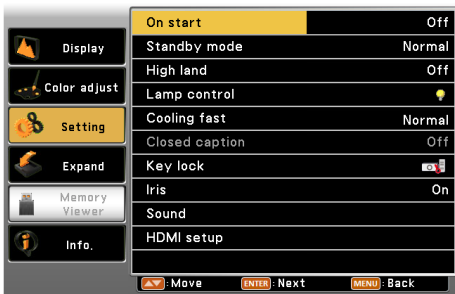 Display
Color adjust
Setting
Expand
Memory
Viewer
Info.
On start Off
Standby mode Normal
High land Off
Lamp control
Cooling fast Normal
Closed caption Off
Key lock
Iris On
Sound
HDMI setup
: Move ENTER : Next MENU : Back